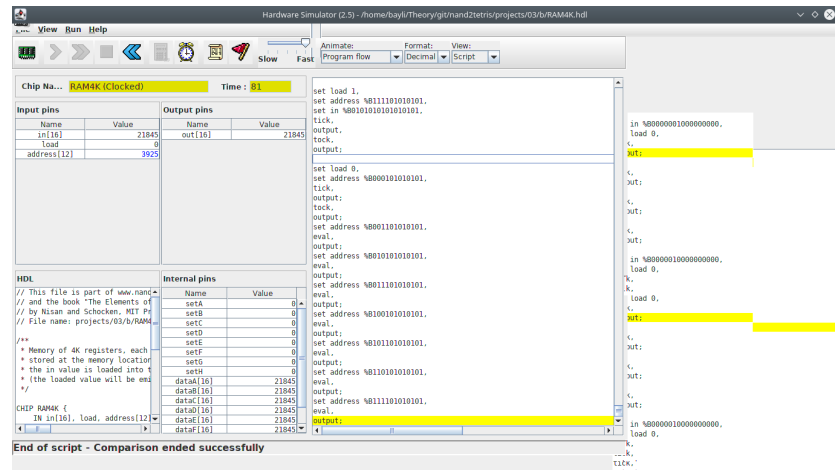 Hardware Simulator (2.5) - /home/bayli/Theory/git/nand2tetris/projects/03/b/RAM4K.hdl
View Run Help
Slow Fast
Animate: Format: View:
Program flow Decimal Script
Chip Na... RAM4K (Clocked) Time : 81
Input pins
Name Value
in[16] 21845
load 0
address[12] 3925
Output pins
Name Value
out[16] 21845
HDL
// This file is part of www.nand
// and the book "The Elements of
// by Nisan and Schocken, MIT Pr
// File name: projects/03/b/RAM4
/**
* Memory of 4K registers, each
* stored at the memory location
* the in value is loaded into t
* (the loaded value will be emi
*/
CHIP RAM4K {
IN in[16], load, address[12]
Internal pins
Name Value
setA 0
setB 0
setC 0
setD 0
setE 0
setF 0
setG 0
setH 0
dataA[16] 21845
dataB[16] 21845
dataC[16] 21845
dataD[16] 21845
dataE[16] 21845
dataF[16] 21845
set load 1,
set address %B111101010101,
set in %B0101010101010101,
tick,
output,
tock,
output;
set load 0,
set address %B000101010101,
tick,
output;
tock,
output;
set address %B001101010101,
eval,
output;
set address %B010101010101,
eval,
output;
set address %B011101010101,
eval,
output;
set address %B100101010101,
eval,
output;
set address %B101101010101,
eval,
output;
set address %B110101010101,
eval,
output;
set address %B111101010101,
eval,
output;
in %B0000001000000000,
load 0,
put;
put;
put;
put;
in %B0000010000000000,
load 0,
load 0,
put;
put;
put;
put;
in %B0000010000000000,
load 0,
tick,
End of script - Comparison ended successfully